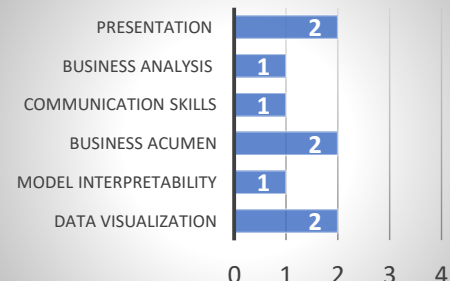 PRESENTATION 2
BUSINESS ANALYSIS 1
COMMUNICATION SKILLS 1
BUSINESS ACUMEN 2
MODEL INTERPRETABILITY 1
DATA VISUALIZATION 2
0 1 2 3 4